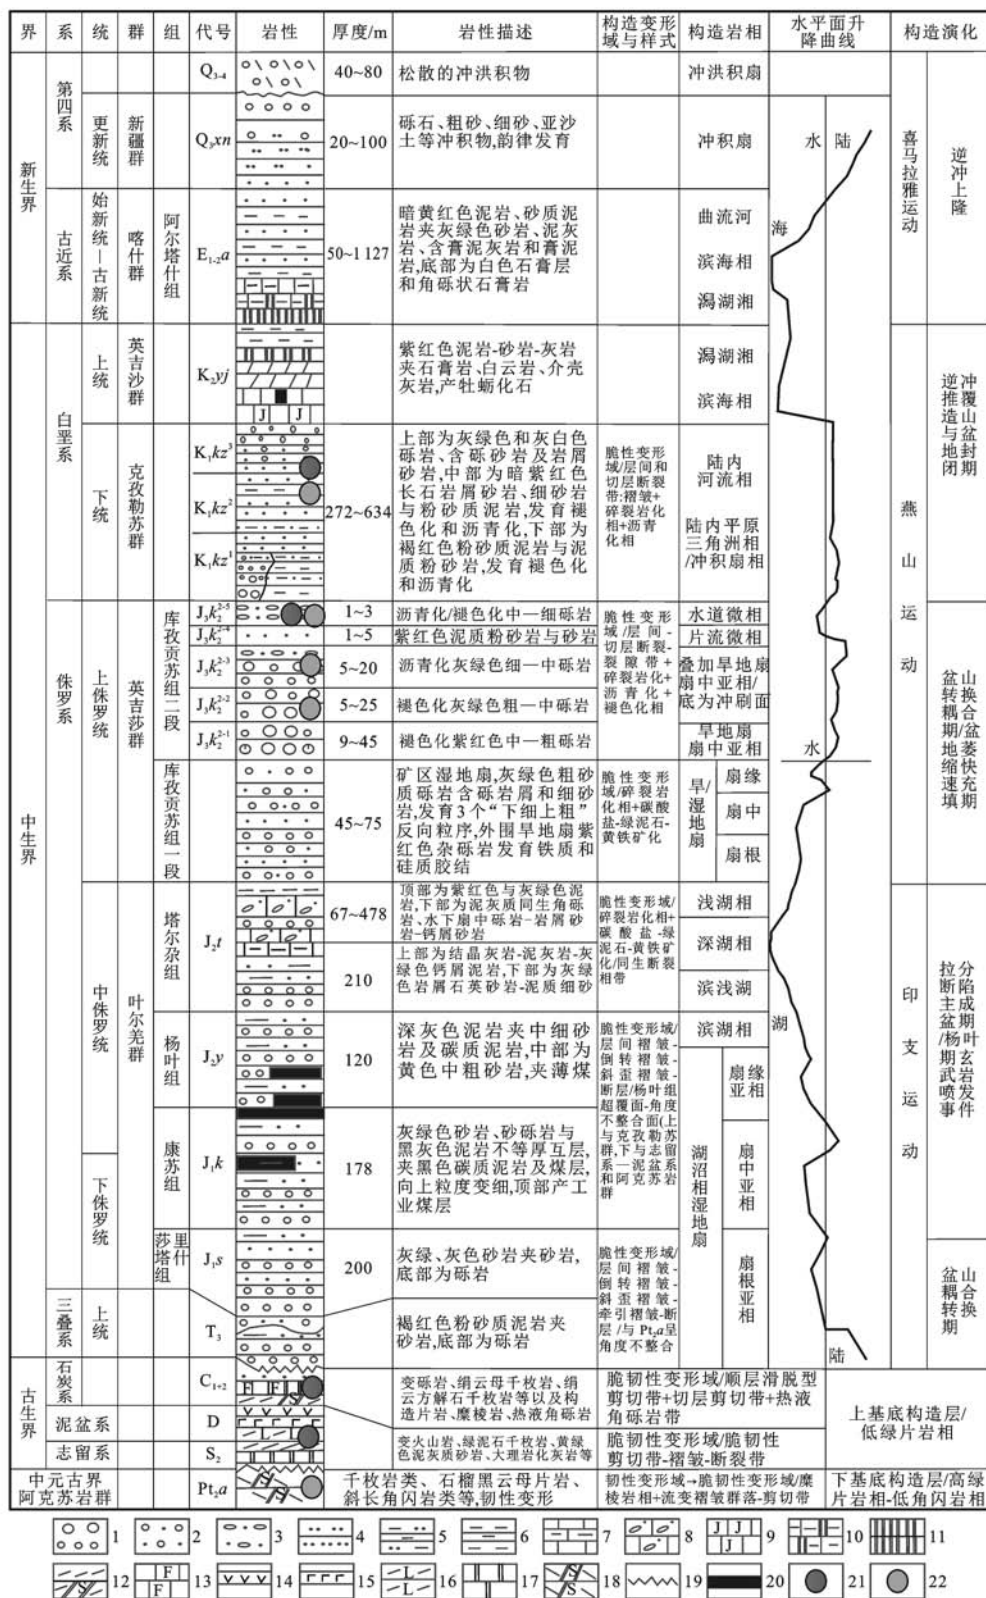 界 系 统 群 组 代号 岩性 厚度/m 岩性描述 构造变形域与样式 构造岩相 水平面升降曲线 构造演化
新生界
第四系
Q₃₋₄
40~80
松散的冲洪积物
冲洪积扇
更新统
新疆群
Q₃xn
20~100
砾石、粗砂、细砂、亚沙
土等冲积物,韵律发育
冲积扇
水 陆
喜马拉雅运动
逆冲上隆
古近系
始新统—古新统
喀什群
阿尔塔什组
E₁₋₂a
50~1 127
暗黄红色泥岩、砂质泥
岩夹灰绿色砂岩、泥灰
岩、含膏泥灰岩和膏泥
岩,底部为白色石膏层
和角砾状石膏岩
曲流河
滨海相
潟湖湘
海
中生界
白垩系
上统
英吉沙群
K₂yj
紫红色泥岩-砂岩-灰岩
夹石膏岩、白云岩、介壳
灰岩,产牡蛎化石
潟湖湘
滨海相
下统
克孜勒苏群
K₁kz³
K₁kz²
K₁kz¹
272~634
上部为灰绿色和灰白色
砾岩、含砾砂岩及岩屑
砂岩,中部为暗紫红色
长石岩屑砂岩、细砂岩
与粉砂质泥岩,发育褪
色化和沥青化,下部为
褐红色粉砂质泥岩与泥
质粉砂岩,发育褪色化
和沥青化
脆性变形
域/层间和
切层断裂
带:褶皱+
碎裂岩化
相+沥青
化相
陆内
河流相
陆内平原
三角洲相
/冲积扇相
燕山运动
冲覆山盆封期
逆推造与地闭
侏罗系
上侏罗统
英吉莎群
库孜贡苏组二段
J₃k₂²⁻⁵
1~3
沥青化/褪色化中—细砾岩
水道微相
J₃k₂²⁻⁴
1~5
紫红色泥质粉砂岩与砂岩
片流微相
J₃k₂²⁻³
5~20
沥青化灰绿色细—中砾岩
叠加旱地扇
扇中亚相/
底为冲刷面
J₃k₂²⁻²
5~25
褪色化灰绿色粗—中砾岩
J₃k₂²⁻¹
9~45
褪色化紫红色中—粗砾岩
旱地扇
扇中亚相
脆性变形
域/层间-
切层断裂-
裂隙带+
碎裂岩化+
沥青化+
褪色化相
水
山换合/盆萎快充期
盆转耦期地缩速填
库孜贡苏组一段
45~75
矿区湿地扇,灰绿色粗砂
质砾岩含砾岩屑和细砂
岩,发育3个“下细上粗”
反向粒序,外围旱地扇紫
红色杂砾岩发育铁质和
硅质胶结
脆性变形
域/碎裂岩
化相+碳酸
盐-绿泥石-
黄铁矿化
旱/湿地扇
扇缘
扇中
扇根
中侏罗统
叶尔羌群
塔尔尕组
J₂t
67~478
顶部为紫红色与灰绿色泥
岩,下部为泥灰质同生角砾
岩、水下扇中砾岩-岩屑砂
岩-钙屑砂岩
210
上部为结晶灰岩-泥灰岩-灰
绿色钙屑泥岩,下部为灰绿
色岩屑石英砂岩-泥质细砂
脆性变形域/
碎裂岩化相+
碳酸盐-绿
泥石-黄铁矿
化/同生断裂
相带
浅湖相
深湖相
滨浅湖
湖
印支运动
分陷成期/杨叶玄岩发件
拉断主盆期武喷事
杨叶组
J₂y
120
深灰色泥岩夹中细砂
岩及碳质泥岩,中部为
黄色中粗砂岩,夹薄煤
脆性变形域/
层间褶皱-
倒转褶皱-
斜歪褶皱-
断层/杨叶组
超覆面-角度
不整合面(上
与克孜勒苏
群,下与志留
系—泥盆系
和阿克苏岩
群
滨湖相
湖沼相湿地扇
扇缘亚相
下侏罗统
康苏组
J₁k
178
灰绿色砂岩、砂砾岩与
黑灰色泥岩不等厚互层,
夹黑色碳质泥岩及煤层,
向上粒度变细,顶部产工
业煤层
扇中亚相
莎里塔什组
J₁s
200
灰绿、灰色砂岩夹砂岩,
底部为砾岩
脆性变形域/
层间褶皱-
倒转褶皱-
斜歪褶皱-
牵引褶皱-断
层/与 Pt₂a呈
角度不整合
扇根亚相
山合换
盆耦转期
三叠系
上统
T₃
褐红色粉砂质泥岩夹
砂岩,底部为砾岩
陆
古生界
石炭系
C₁₊₂
变砾岩、绢云母千枚岩、绢
云方解石千枚岩等以及构
造片岩、糜棱岩、热液角砾岩
脆韧性变形域/顺层滑脱型
剪切带+切层剪切带+热液
角砾岩带
上基底构造层/
低绿片岩相
泥盆系
D
志留系
S₂
变火山岩、绿泥石千枚岩、黄绿
色泥灰质砂岩、大理岩化灰岩等
脆韧性变形域/脆韧性
剪切带-褶皱-断裂带
中元古界
阿克苏岩群
Pt₂a
千枚岩类、石榴黑云母片岩、
斜长角闪岩类等,韧性变形
韧性变形域→脆韧性变形域/糜
棱岩相+流变褶皱群落-剪切带
下基底构造层/高绿
片岩相-低角闪岩相
1 2 3 4 5 6 7 8 9 10 11
12 13 14 15 16 17 18 19 20 21 22